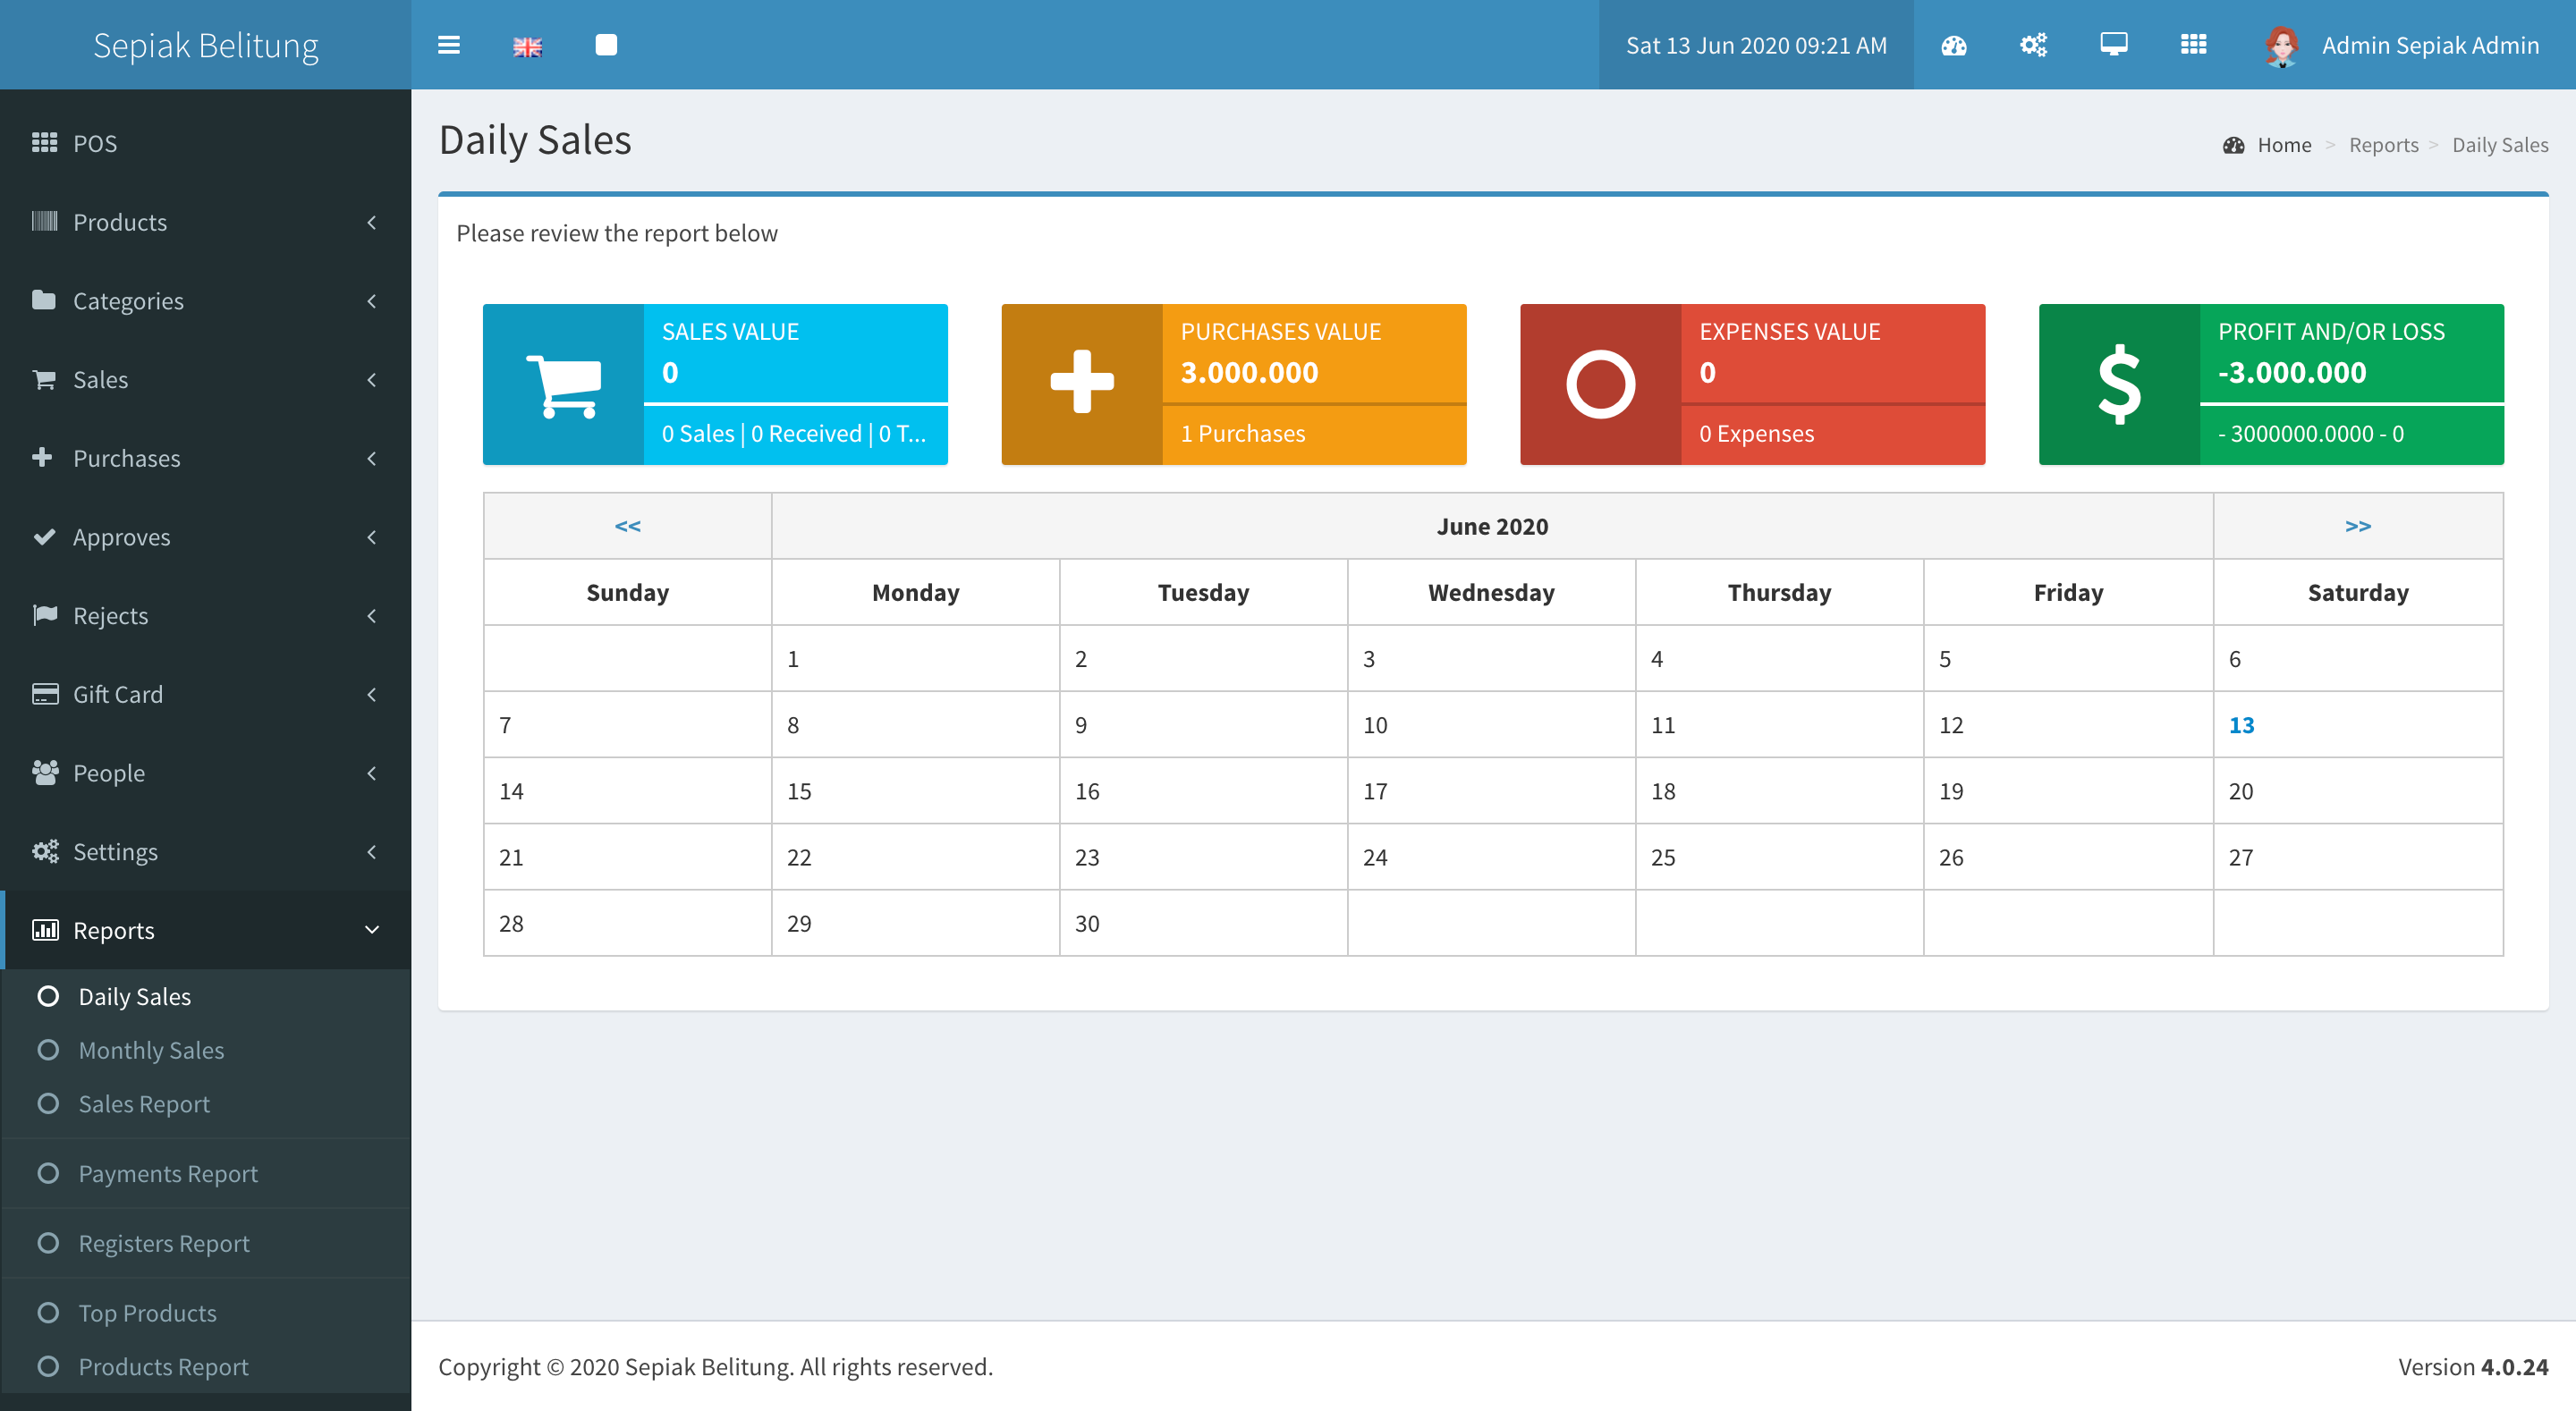 Sepiak Belitung
Sat 13 Jun 2020 09:21 AM
Admin Sepiak Admin
POS
Products
Categories
Sales
Purchases
Approves
Rejects
Gift Card
People
Settings
Reports
Daily Sales
Monthly Sales
Sales Report
Payments Report
Registers Report
Top Products
Products Report
Daily Sales
Home > Reports > Daily Sales
Please review the report below
SALES VALUE
0
0 Sales | 0 Received | 0 T...
PURCHASES VALUE
3.000.000
1 Purchases
EXPENSES VALUE
0
0 Expenses
PROFIT AND/OR LOSS
-3.000.000
- 3000000.0000 - 0
<< June 2020 >>
Sunday Monday Tuesday Wednesday Thursday Friday Saturday
1 2 3 4 5 6
7 8 9 10 11 12 13
14 15 16 17 18 19 20
21 22 23 24 25 26 27
28 29 30
Copyright © 2020 Sepiak Belitung. All rights reserved.
Version 4.0.24